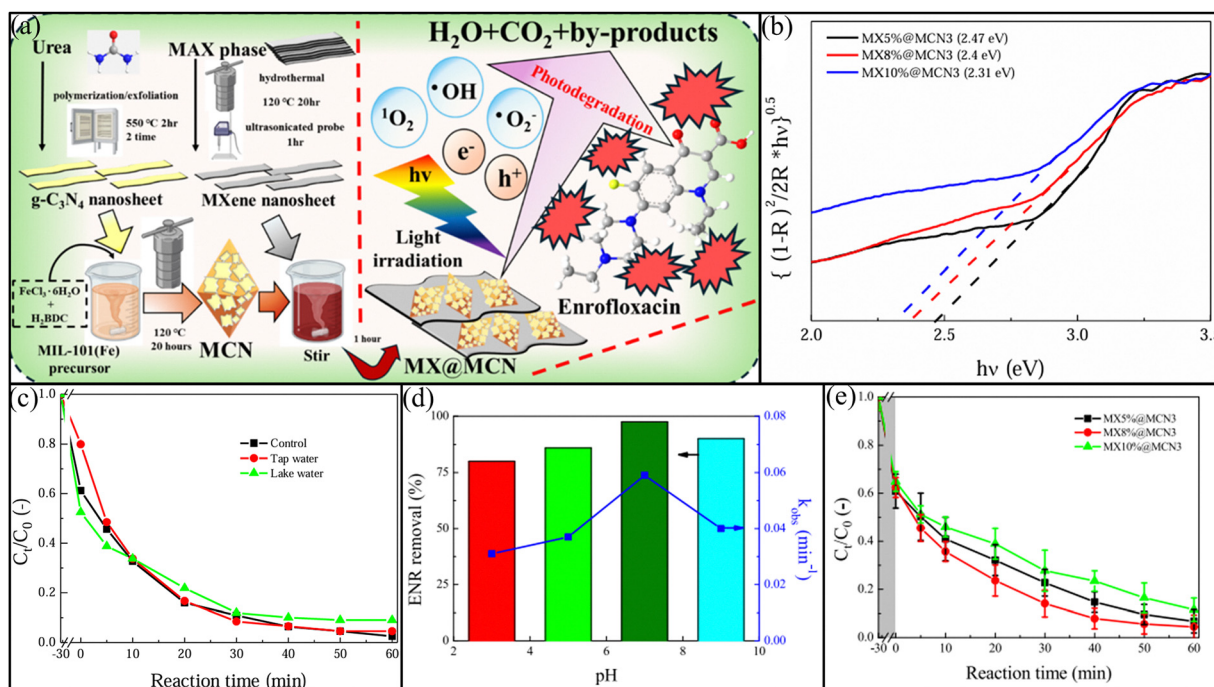 (a)
Urea
polymerization/exfoliation
550 °C 2hr
2 time
g-C₃N₄ nanosheet
MAX phase
hydrothermal
120 °C 20hr
ultrasonicated probe
1hr
MXene nanosheet
FeCl₃·6H₂O
+
H₂BDC
MIL-101(Fe)
precursor
120 °C
20 hours
MCN
Stir
1 hour
MX@MCN
H₂O+CO₂+by-products
Photodegradation
¹O₂
•OH
•O₂⁻
e⁻
h⁺
hv
Light
irradiation
Enrofloxacin
(b)
MX5%@MCN3 (2.47 eV)
MX8%@MCN3 (2.4 eV)
MX10%@MCN3 (2.31 eV)
{ (1-R )²/2R *hν}⁰·⁵
2.0 2.5 3.0 3.5
hν (eV)
(c)
Control
Tap water
Lake water
Cₜ/C₀ (-)
1.0
0.8
0.6
0.4
0.2
0.0
-30 0 10 20 30 40 50 60
Reaction time (min)
(d)
ENR removal (%)
100
75
50
25
0
2 4 6 8 10
pH
0.08
0.06
0.04
0.02
0.00
kobs (min⁻¹)
(e)
MX5%@MCN3
MX8%@MCN3
MX10%@MCN3
Cₜ/C₀ (-)
1.0
0.8
0.6
0.4
0.2
0.0
-30 0 10 20 30 40 50 60
Reaction time (min)